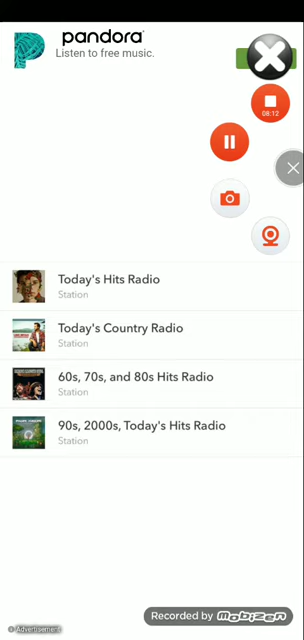 pandora
Listen to free music.
08:12
Today's Hits Radio
Station
Today's Country Radio
Station
60s, 70s, and 80s Hits Radio
Station
90s, 2000s, Today's Hits Radio
Station
Recorded by Mobizen
Advertisement